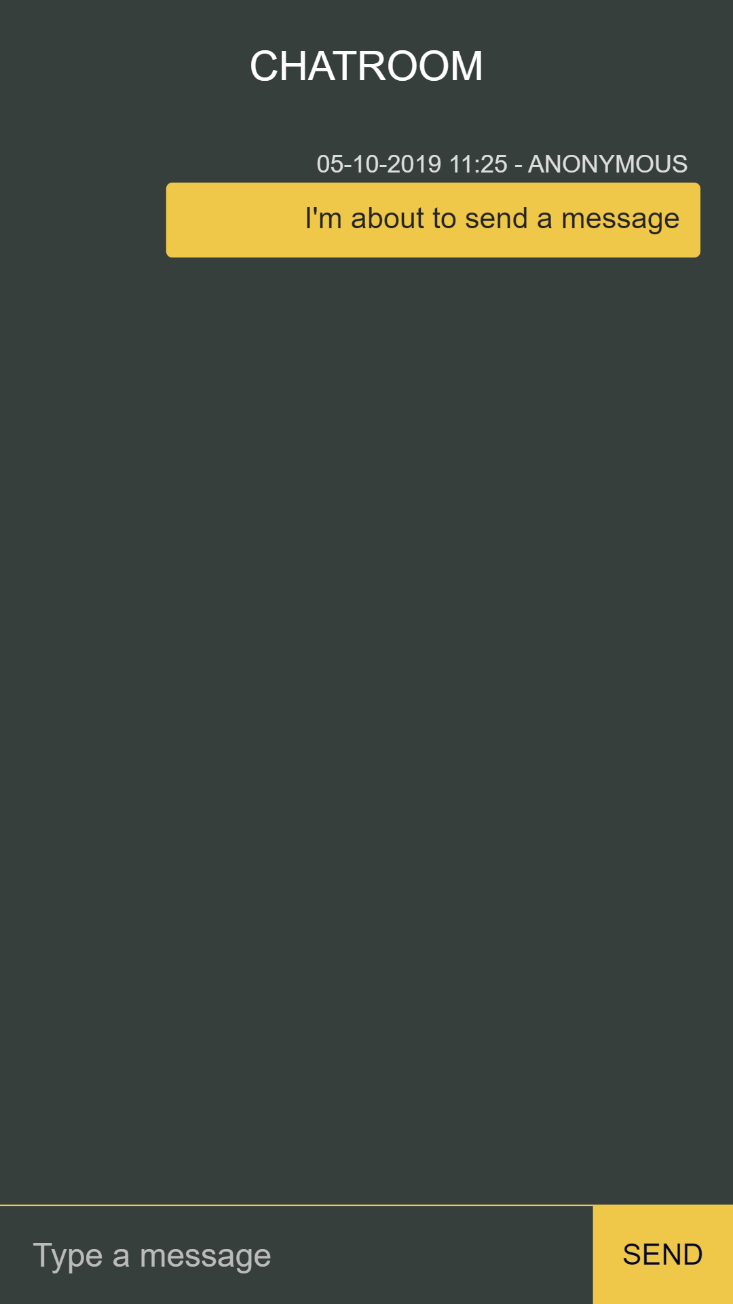 CHATROOM
05-10-2019 11:25 - ANONYMOUS
I'm about to send a message
Type a message
SEND